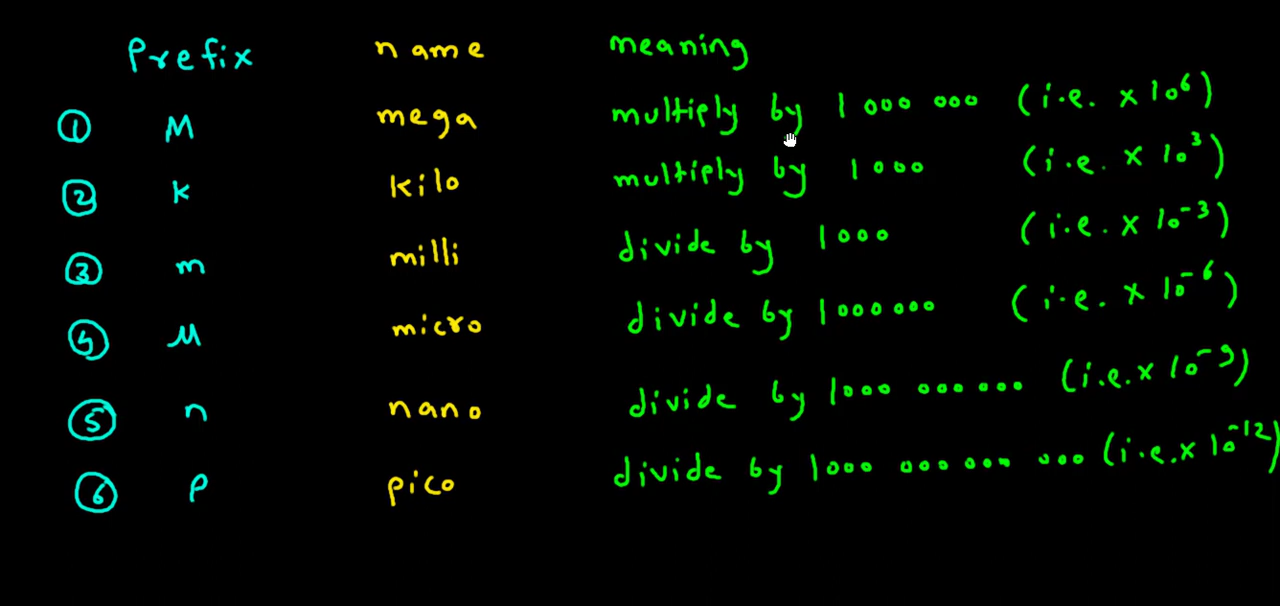 Prefix name meaning
① M mega multiply by 1 000 000 (i.e. × 10⁶)
② k kilo multiply by 1000 (i.e. × 10³)
③ m milli divide by 1000 (i.e. × 10⁻³)
④ μ micro divide by 1000000 (i.e. × 10⁻⁶)
⑤ n nano divide by 1000 000000 (i.e. × 10⁻⁹)
⑥ p pico divide by 1000 000 000 000 (i.e. × 10⁻¹²)